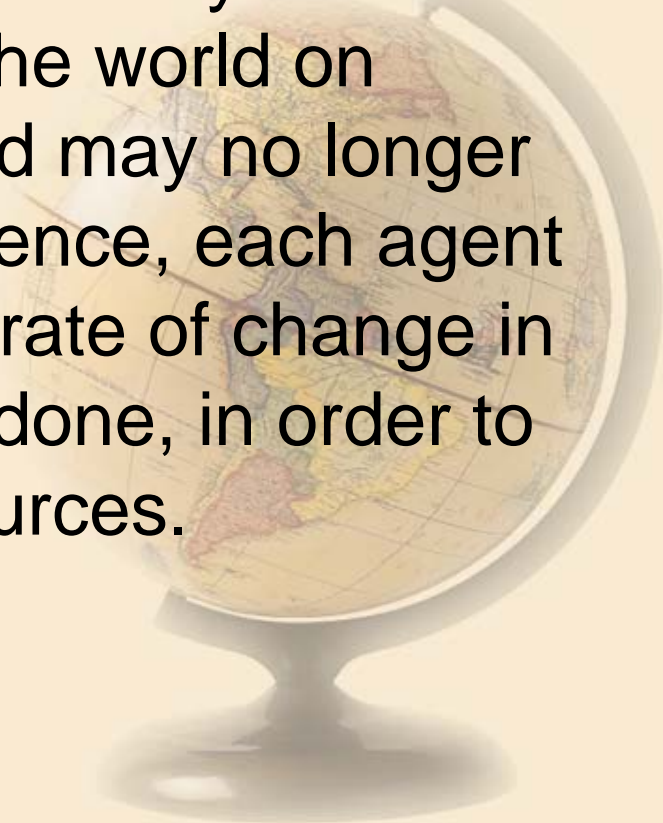 he world on
d may no longer
ence, each agent
rate of change in
done, in order to
urces.